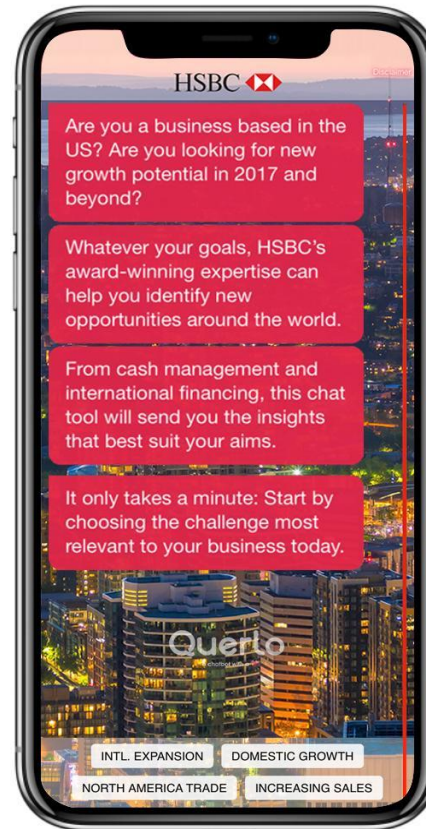 HSBC
Disclaimer
Are you a business based in the
US? Are you looking for new
growth potential in 2017 and
beyond?
Whatever your goals, HSBC's
award-winning expertise can
help you identify new
opportunities around the world.
From cash management and
international financing, this chat
tool will send you the insights
that best suit your aims.
It only takes a minute: Start by
choosing the challenge most
relevant to your business today.
Querlo
INTL. EXPANSION DOMESTIC GROWTH
NORTH AMERICA TRADE INCREASING SALES